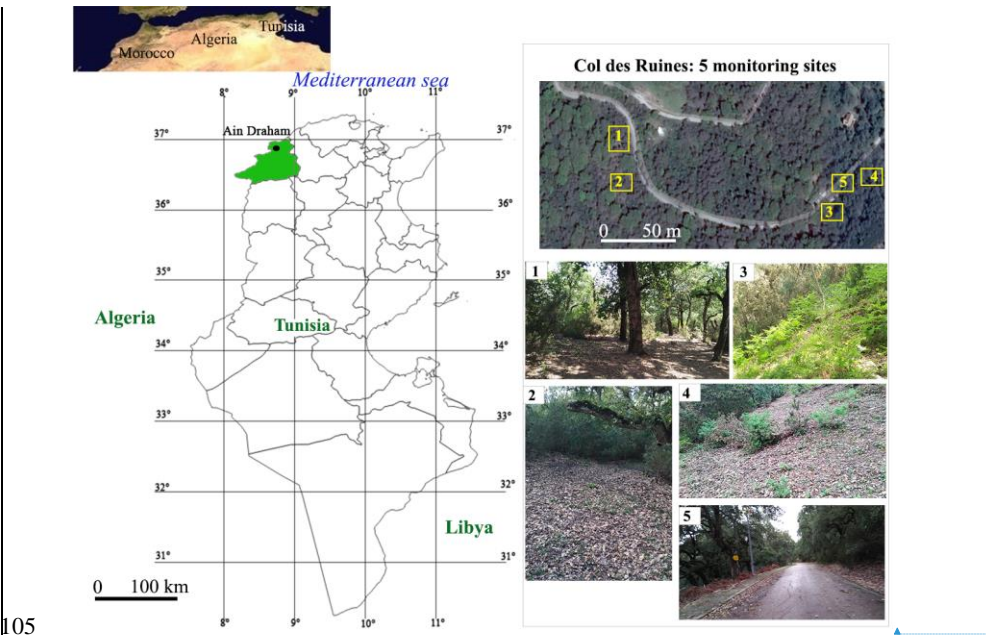 Tunisia
Algeria
Morocco
Mediterranean sea
8° 9° 10° 11°
Ain Draham
37° 37°
36° 36°
35° 35°
Algeria
Tunisia
34° 34°
33° 33°
32° 32°
Libya
31° 31°
0 100 km
8° 9° 10° 11°
Col des Ruines: 5 monitoring sites
1
2
5 4
3
0 50 m
1 3
2 4
5
105